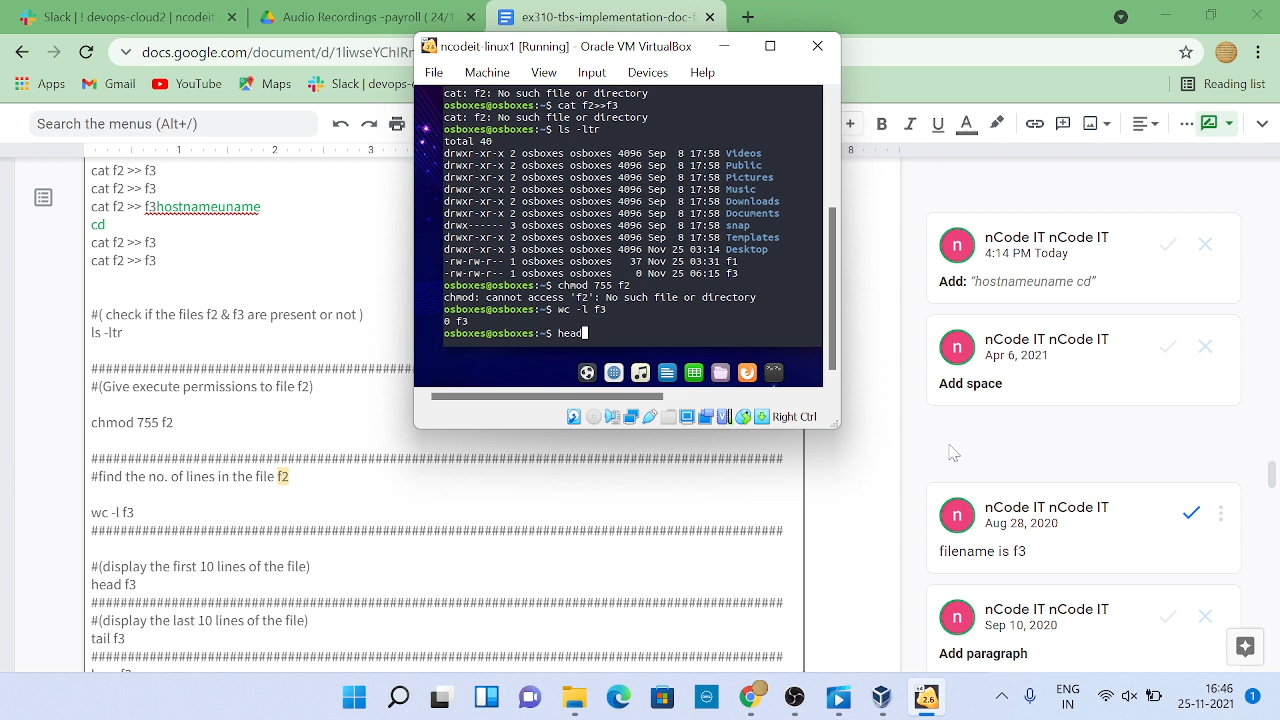 Slack | ! devops-cloud2 | ncodeit
Audio Recordings -payroll ( 24/1
ex310-tbs-implementation-doc-f
docs.google.com/document/d/1liwseYChIRr
Apps
Gmail
YouTube
Maps
Slack | devops-c
Reading list
Search the menus (Alt+/)
1
2
3
8
cat f2 >> f3
cat f2 >> f3
cat f2 >> f3hostnameuname
cd
cat f2 >> f3
cat f2 >> f3
#( check if the files f2 & f3 are present or not )
ls -ltr
#(Give execute permissions to file f2)
chmod 755 f2
#find the no. of lines in the file f2
wc -l f3
#(display the first 10 lines of the file)
head f3
#(display the last 10 lines of the file)
tail f3
ncodeit-linux1 [Running] - Oracle VM VirtualBox
File Machine View Input Devices Help
cat: f2: No such file or directory
osboxes@osboxes:~$ cat f2>>f3
cat: f2: No such file or directory
osboxes@osboxes:~$ ls -ltr
total 40
drwxr-xr-x 2 osboxes osboxes 4096 Sep  8 17:58 Videos
drwxr-xr-x 2 osboxes osboxes 4096 Sep  8 17:58 Public
drwxr-xr-x 2 osboxes osboxes 4096 Sep  8 17:58 Pictures
drwxr-xr-x 2 osboxes osboxes 4096 Sep  8 17:58 Music
drwxr-xr-x 2 osboxes osboxes 4096 Sep  8 17:58 Downloads
drwxr-xr-x 2 osboxes osboxes 4096 Sep  8 17:58 Documents
drwx------ 3 osboxes osboxes 4096 Sep  8 17:58 snap
drwxr-xr-x 2 osboxes osboxes 4096 Sep  8 17:58 Templates
drwxr-xr-x 3 osboxes osboxes 4096 Nov 25 03:14 Desktop
-rw-rw-r-- 1 osboxes osboxes   37 Nov 25 03:31 f1
-rw-rw-r-- 1 osboxes osboxes    0 Nov 25 06:15 f3
osboxes@osboxes:~$ chmod 755 f2
chmod: cannot access 'f2': No such file or directory
osboxes@osboxes:~$ wc -l f3
0 f3
osboxes@osboxes:~$ head
Right Ctrl
nCode IT nCode IT
4:14 PM Today
Add: “hostnameuname cd”
nCode IT nCode IT
Apr 6, 2021
Add space
nCode IT nCode IT
Aug 28, 2020
filename is f3
nCode IT nCode IT
Sep 10, 2020
Add paragraph
ENG
IN
16:46
25-11-2021
1